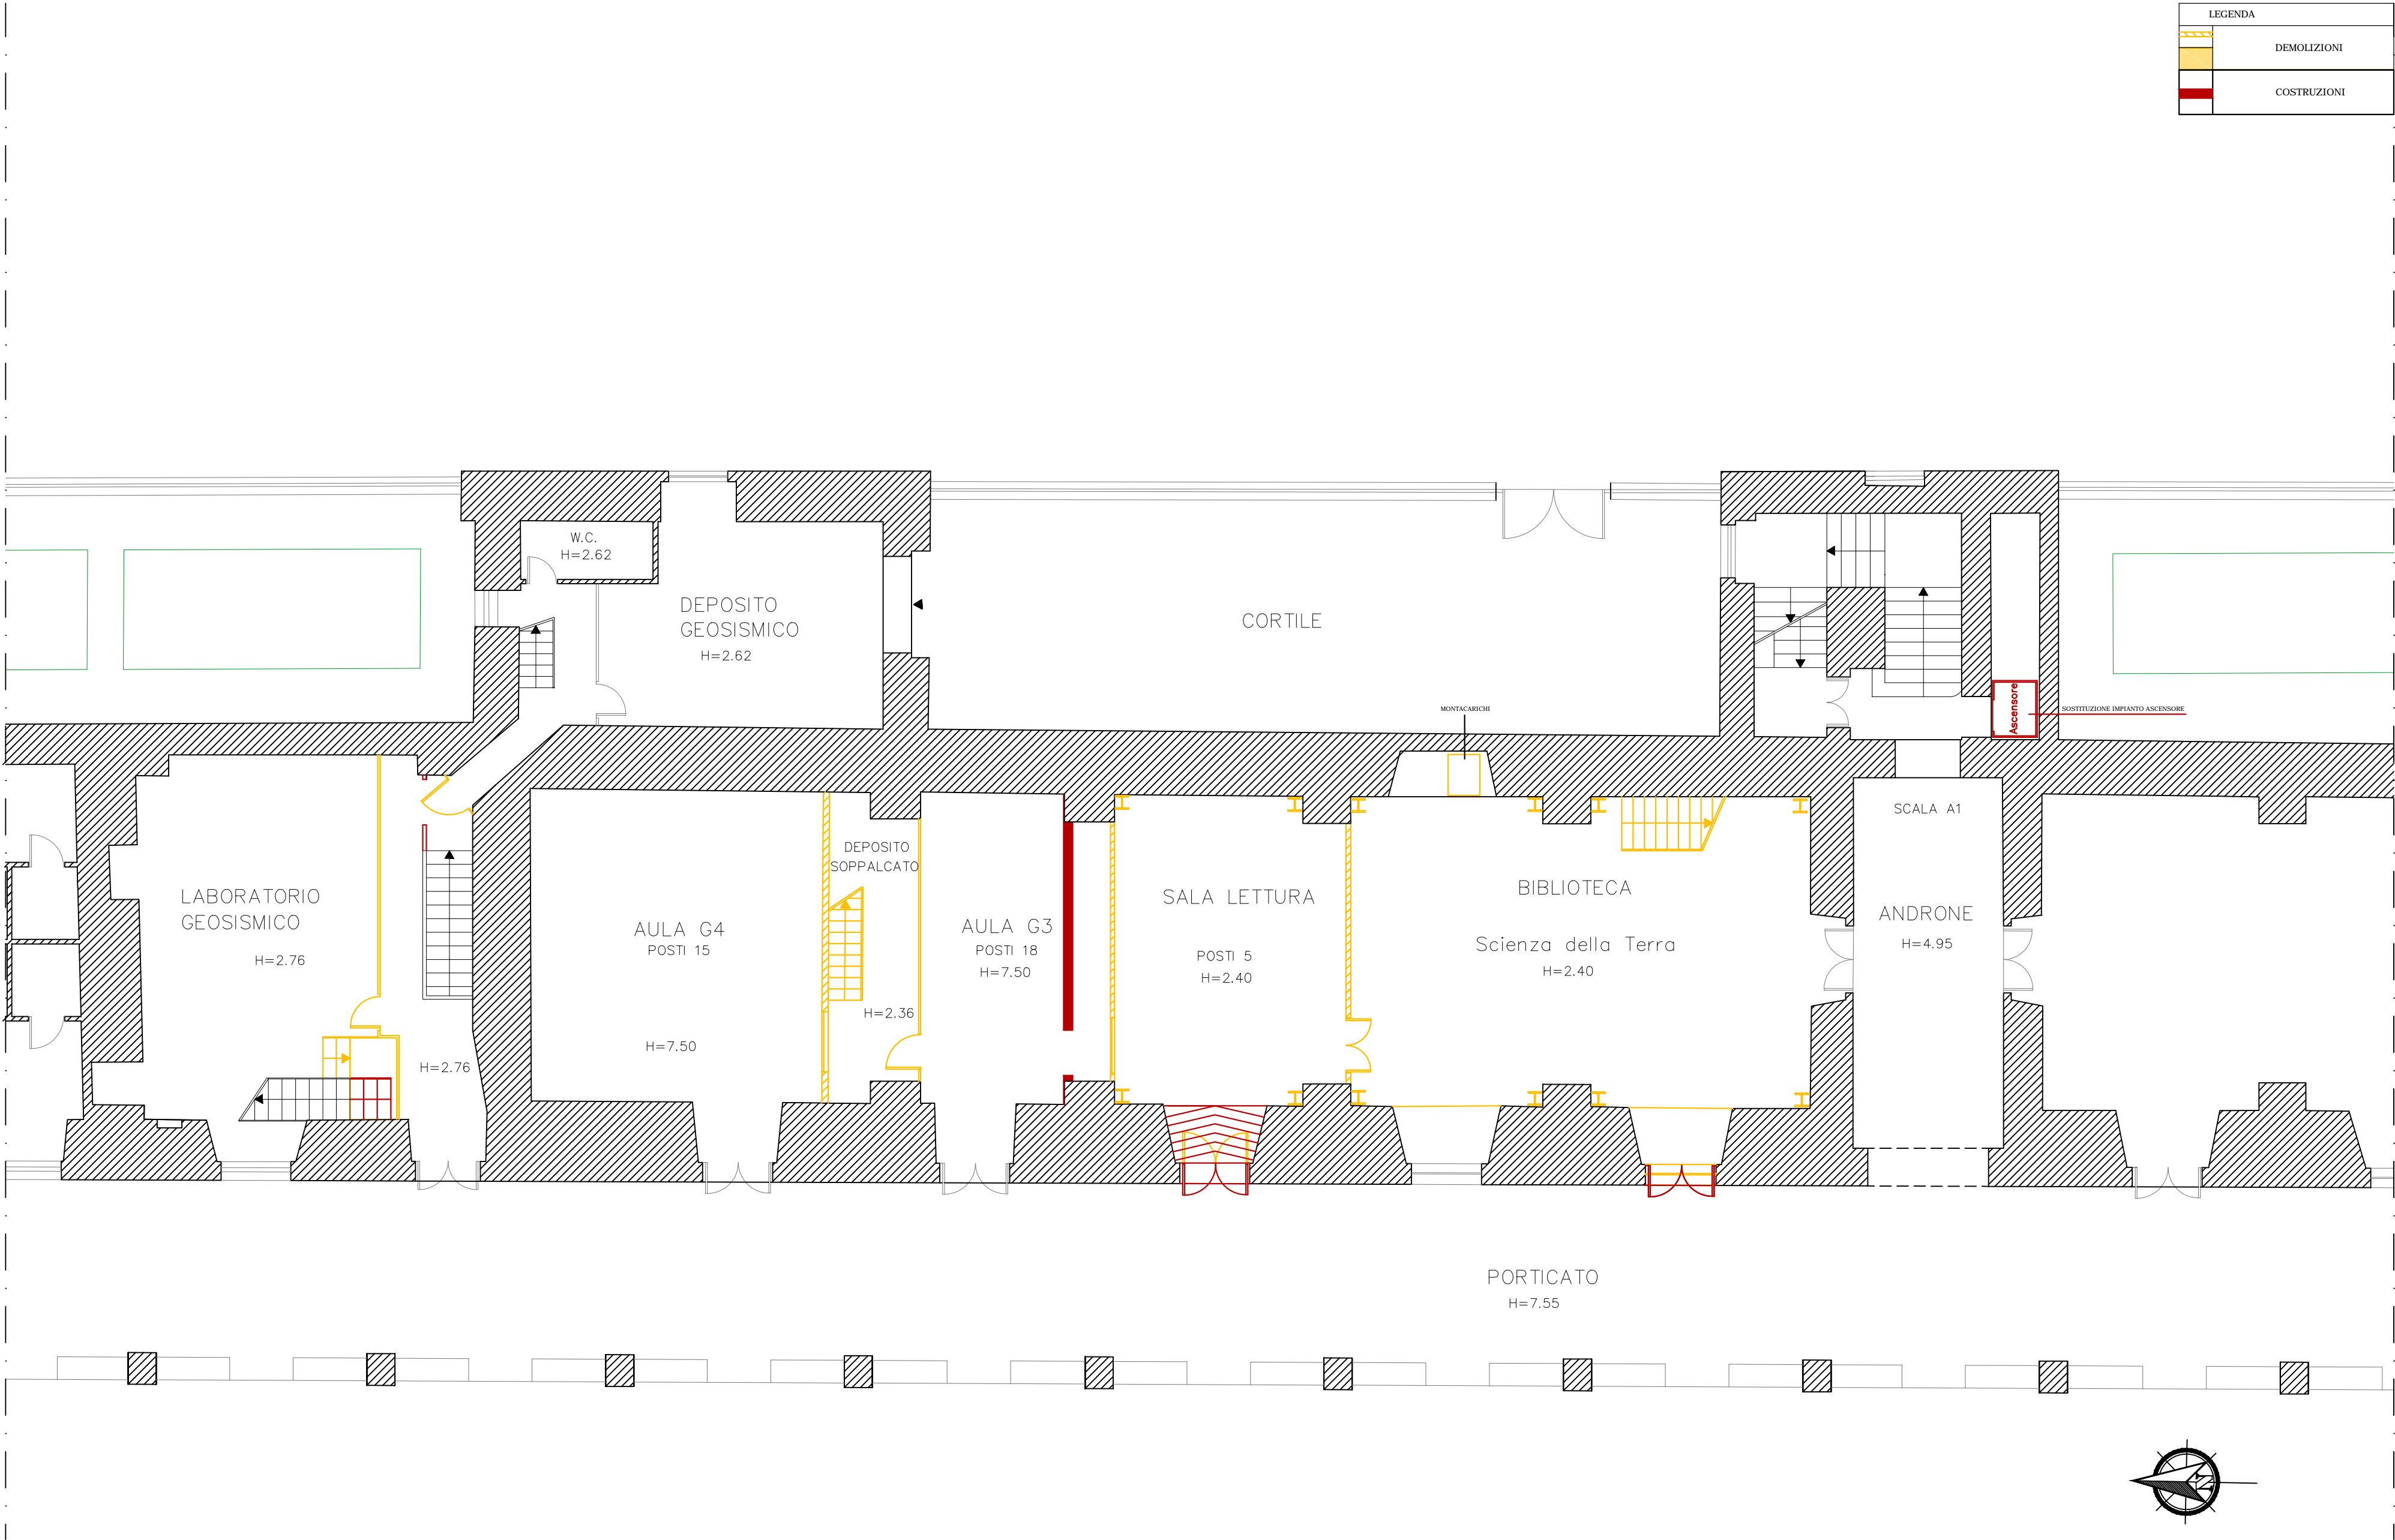 LEGENDA
DEMOLIZIONI
COSTRUZIONI
W.C.
H=2.62
DEPOSITO
GEOSISMICO
H=2.62
CORTILE
MONTACARICHI
Ascensore
SOSTITUZIONE IMPIANTO ASCENSORE
SCALA A1
DEPOSITO
SOPPALCATO
LABORATORIO
GEOSISMICO
H=2.76
AULA G4
POSTI 15
H=7.50
H=2.36
AULA G3
POSTI 18
H=7.50
SALA LETTURA
POSTI 5
H=2.40
BIBLIOTECA
Scienza della Terra
H=2.40
ANDRONE
H=4.95
H=2.76
PORTICATO
H=7.55
N